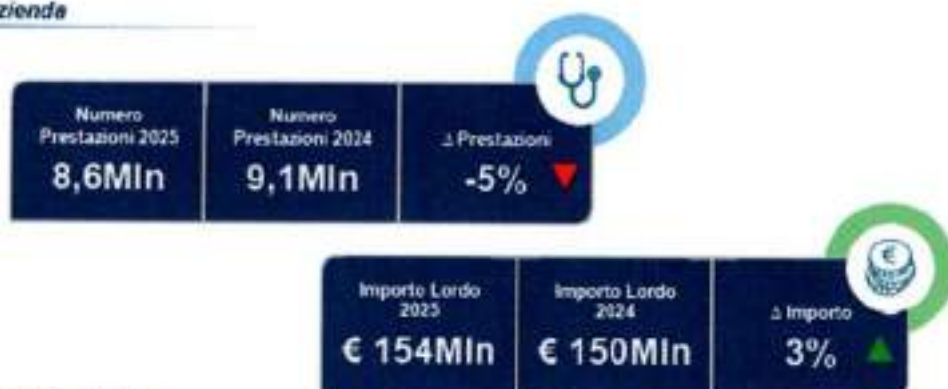 zienda
Numero
Prestazioni 2025
8,6Mln
Numero
Prestazioni 2024
9,1Mln
Δ Prestazioni
-5%
Importo Lordo
2025
€ 154Mln
Importo Lordo
2024
€ 150Mln
Δ Importo
3%